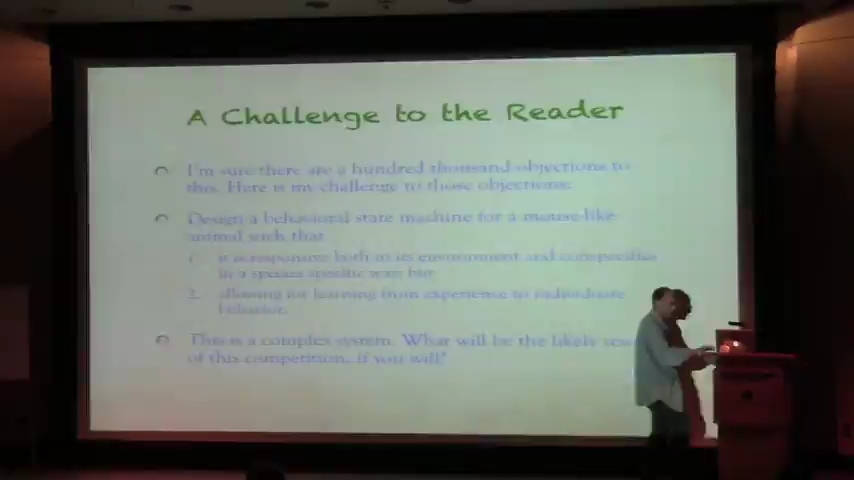 A Challenge to the Reader
I'm sure there are a hundred thousand objections to
this. Here is my challenge to those objections:
Design a behavioral state machine for a mouse-like
animal such that
1. it is responsive both to its environment and conspecifics
in a species specific way, but
2. allowing for learning from experience to individuate
behavior.
This is a complex system. What will be the likely
of this competition, if you will?